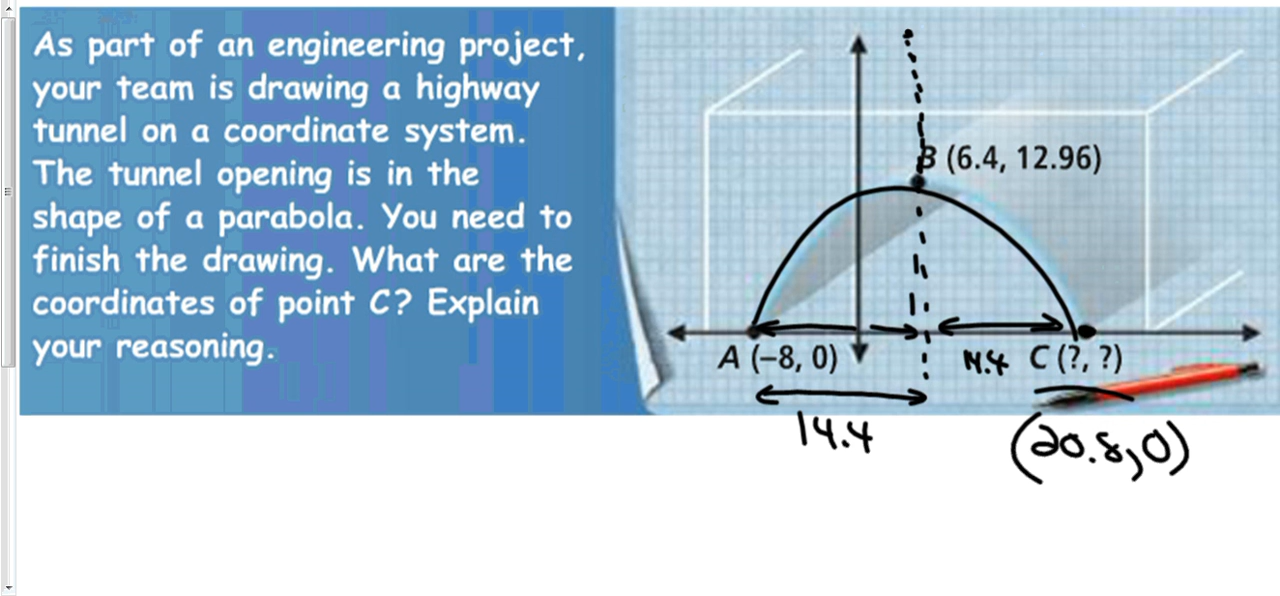 As part of an engineering project,
your team is drawing a highway
tunnel on a coordinate system.
The tunnel opening is in the
shape of a parabola. You need to
finish the drawing. What are the
coordinates of point C? Explain
your reasoning.
B (6.4, 12.96)
A (−8, 0)
14.4
C (?, ?)
14.4
(20.8,0)